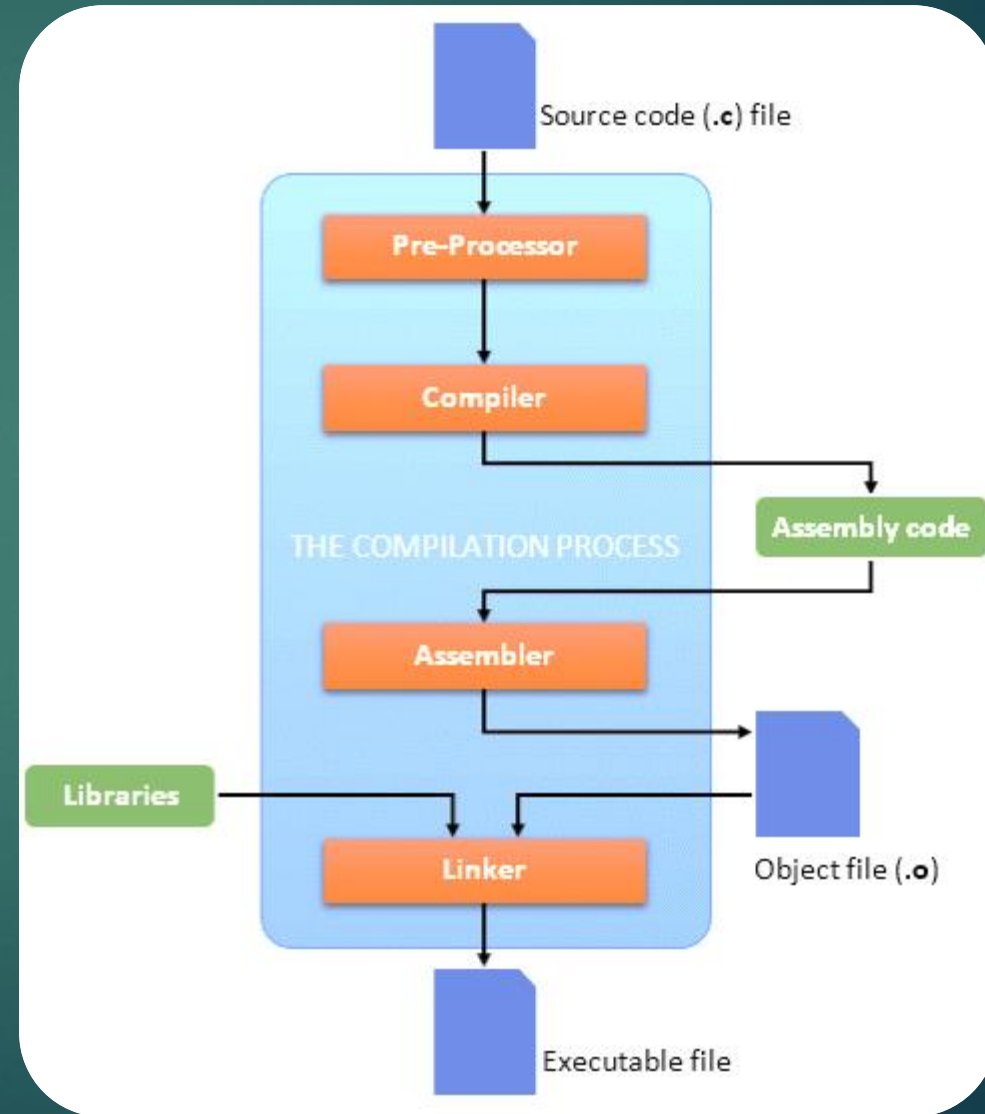 Source code (.c) file
Pre-Processor
Compiler
Assembly code
THE COMPILATION PROCESS
Assembler
Libraries
Linker
Object file (.o)
Executable file